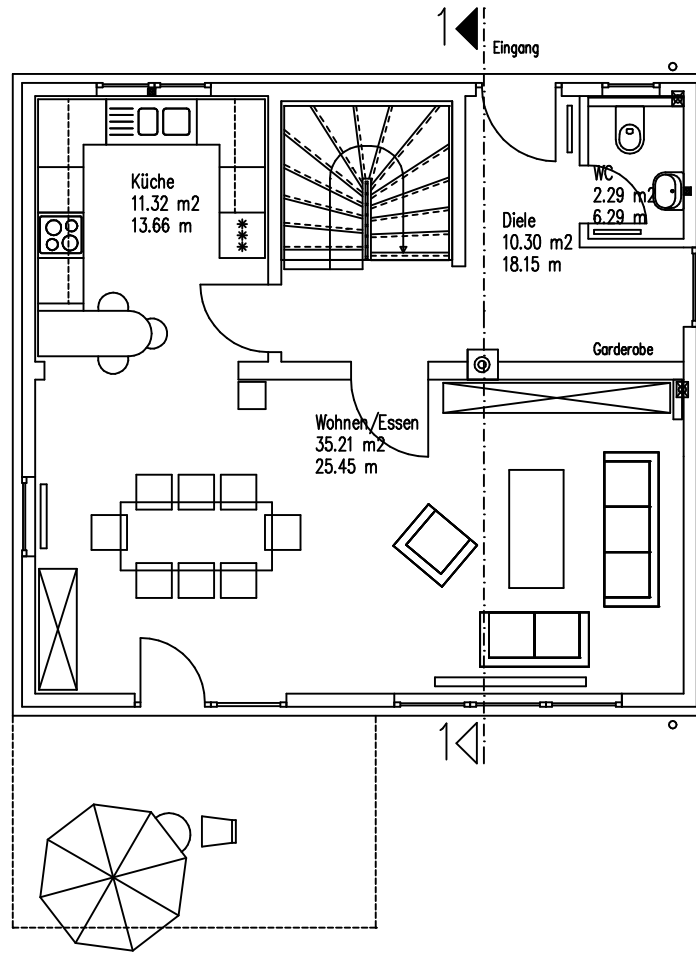 1
Eingang
Küche
11.32 m2
13.66 m
WC
2.29 m2
6.29 m
Diele
10.30 m2
18.15 m
Garderobe
Wohnen/Essen
35.21 m2
25.45 m
1